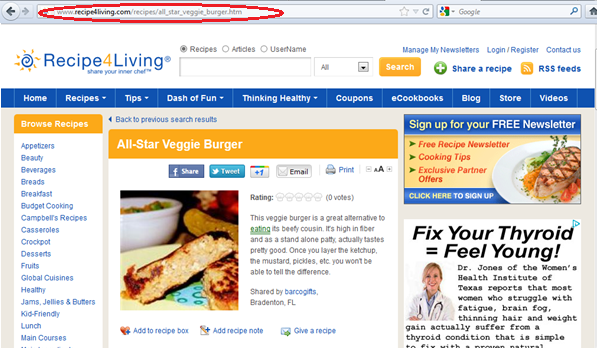 www.recipe4living.com/recipes/all_star_veggie_burger.htm
Google
Recipes Articles UserName
Manage My Newsletters Login / Register Contact us
Recipe4Living®
share your inner chef™
All
Search
Share a recipe
RSS feeds
Home Recipes Tips Dash of Fun Thinking Healthy Coupons eCookbooks Blog Store Videos
Browse Recipes
Appetizers
Beauty
Beverages
Breads
Breakfast
Budget Cooking
Campbell's Recipes
Casseroles
Crockpot
Desserts
Diabetes
Fruits
Global Cuisines
Healthy
Jams, Jellies & Butters
Kid-Friendly
Lunch
Main Courses
Back to previous search results
All-Star Veggie Burger
Share
Tweet
+1
Email
Print
A A
Rating: (0 votes)
This veggie burger is a great alternative to
eating its beefy cousin. It's high in fiber
and as a stand alone patty, actually tastes
pretty good. Once you layer the ketchup,
the mustard, pickles, etc. you won't be
able to tell the difference.
Shared by barcogifts,
Bradenton, FL
Add to recipe box
Add recipe note
Give a recipe
Sign up for your FREE Newsletter
Free Recipe Newsletter
Cooking Tips
Exclusive Partner
Offers
CLICK HERE TO SIGN UP
Fix Your Thyroid
= Feel Young!
Dr. Jones of the Women's
Health Institute of
Texas reports that most
women who struggle with
fatigue, brain fog,
thinning hair and weight
gain actually suffer from a
thyroid condition that is simple
to fix with a proven natural